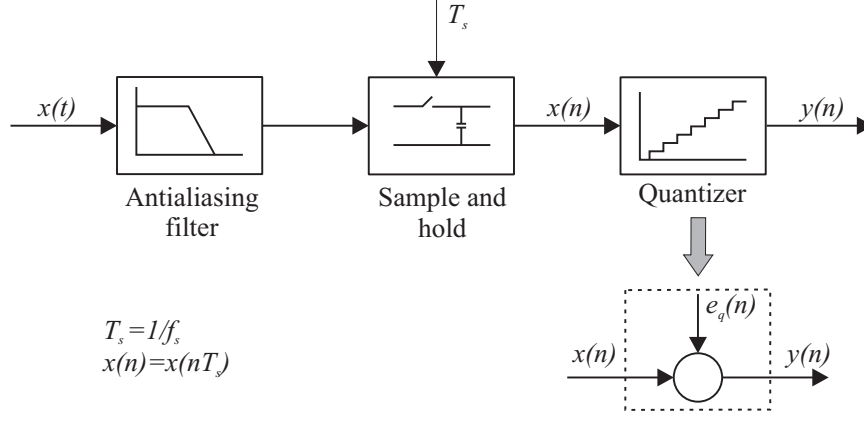 T_s
x(t)
x(n)
y(n)
Antialiasing
filter
Sample and
hold
Quantizer
e_q(n)
T_s=1/f_s
x(n)=x(nT_s)
x(n)
y(n)